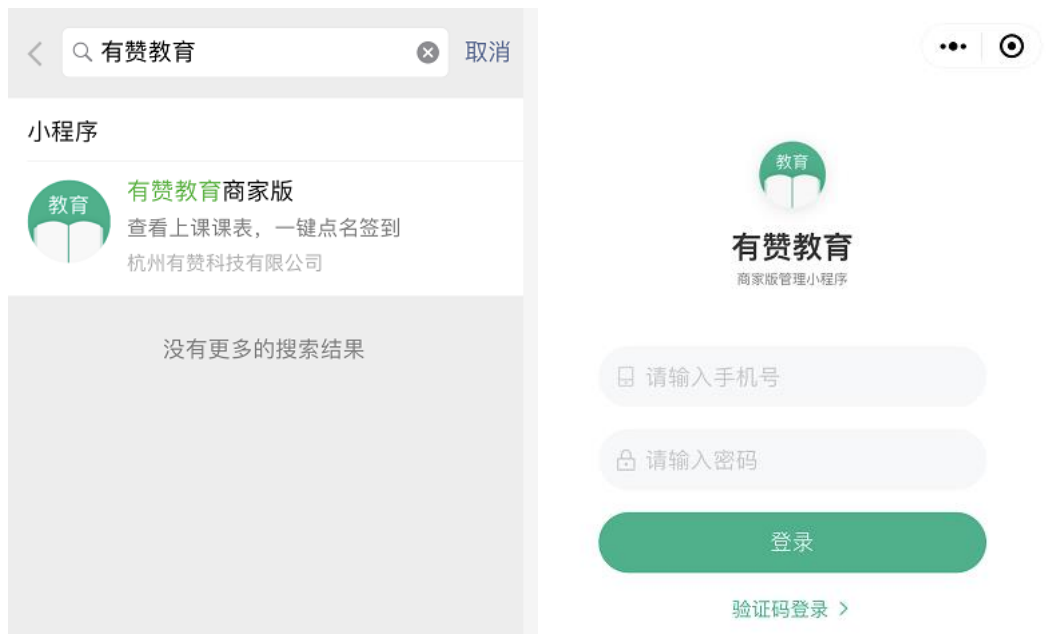 有赞教育
取消
小程序
教育
有赞教育商家版
查看上课课表，一键点名签到
杭州有赞科技有限公司
没有更多的搜索结果
教育
有赞教育
商家版管理小程序
请输入手机号
请输入密码
登录
验证码登录